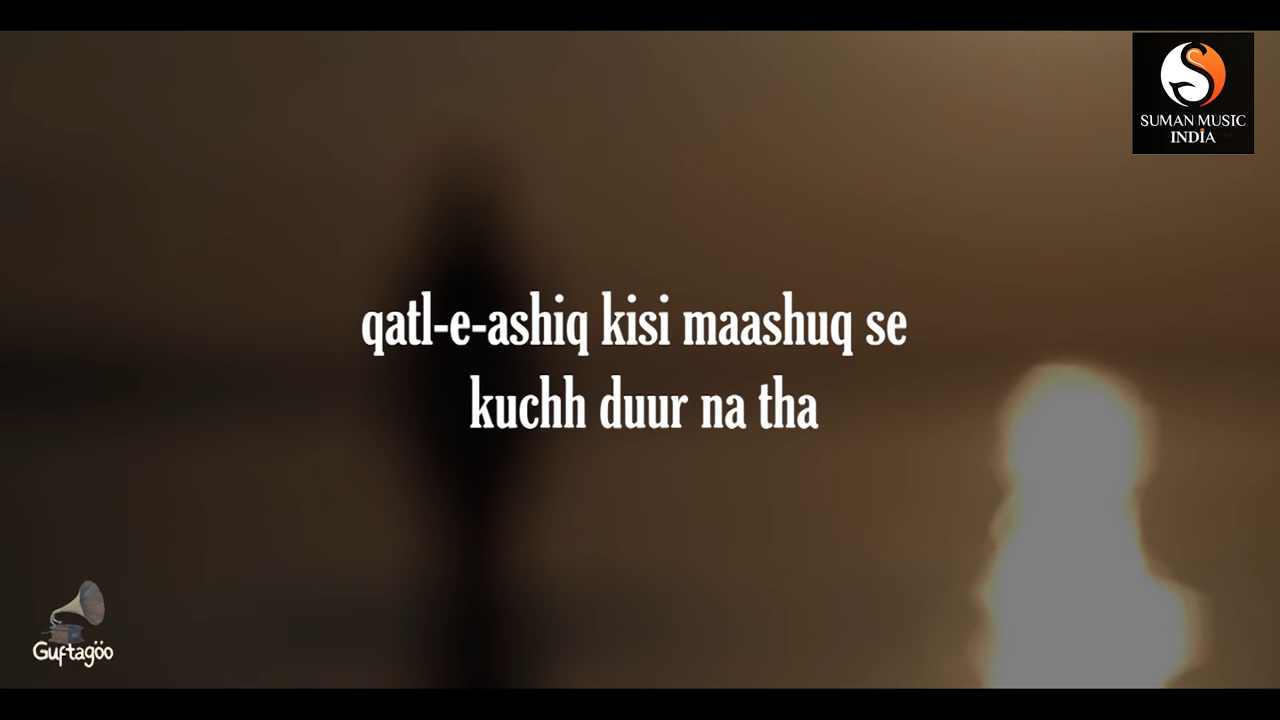 SUMAN MUSIC
INDIA
qatl-e-ashiq kisi maashuq se
kuchh duur na tha
Guftagöo